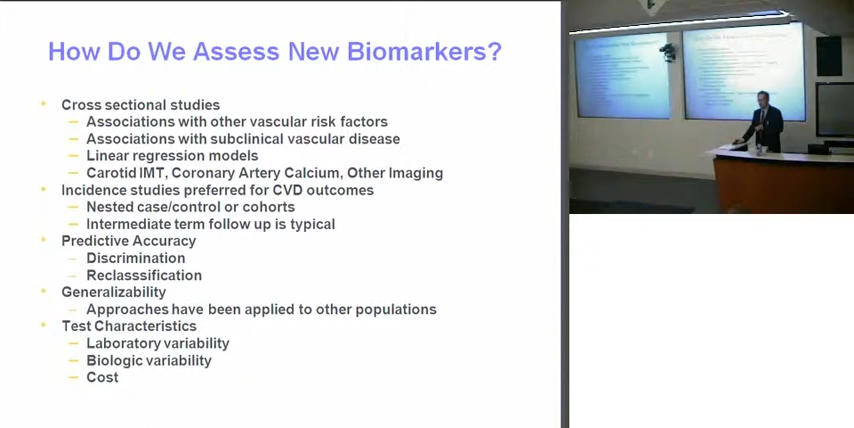 How Do We Assess New Biomarkers?
• Cross sectional studies
– Associations with other vascular risk factors
– Associations with subclinical vascular disease
– Linear regression models
– Carotid IMT, Coronary Artery Calcium, Other Imaging
• Incidence studies preferred for CVD outcomes
– Nested case/control or cohorts
– Intermediate term follow up is typical
• Predictive Accuracy
– Discrimination
– Reclasssification
• Generalizability
– Approaches have been applied to other populations
• Test Characteristics
– Laboratory variability
– Biologic variability
– Cost